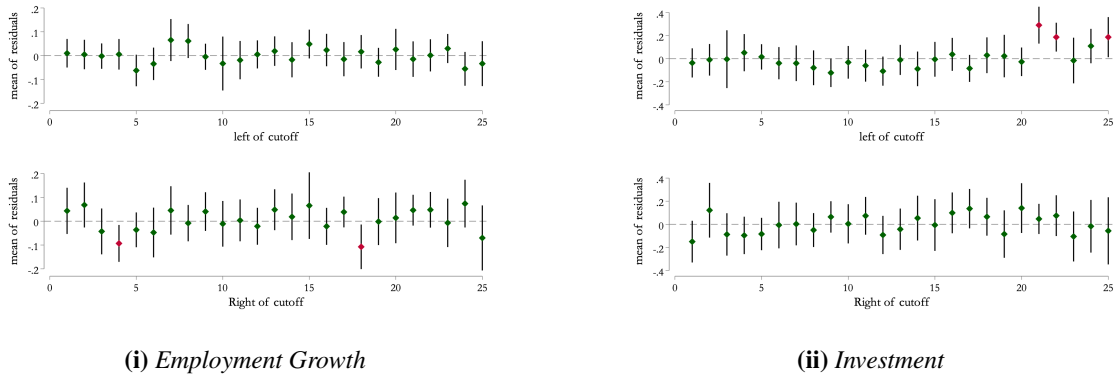 mean of residuals
.2
.1
0
-.1
-.2
0 5 10 15 20 25
left of cutoff
mean of residuals
.2
.1
0
-.1
-.2
0 5 10 15 20 25
Right of cutoff
(i) Employment Growth
mean of residuals
.4
.2
0
-.2
-.4
0 5 10 15 20 25
left of cutoff
mean of residuals
.4
.2
0
-.2
-.4
0 5 10 15 20 25
Right of cutoff
(ii) Investment